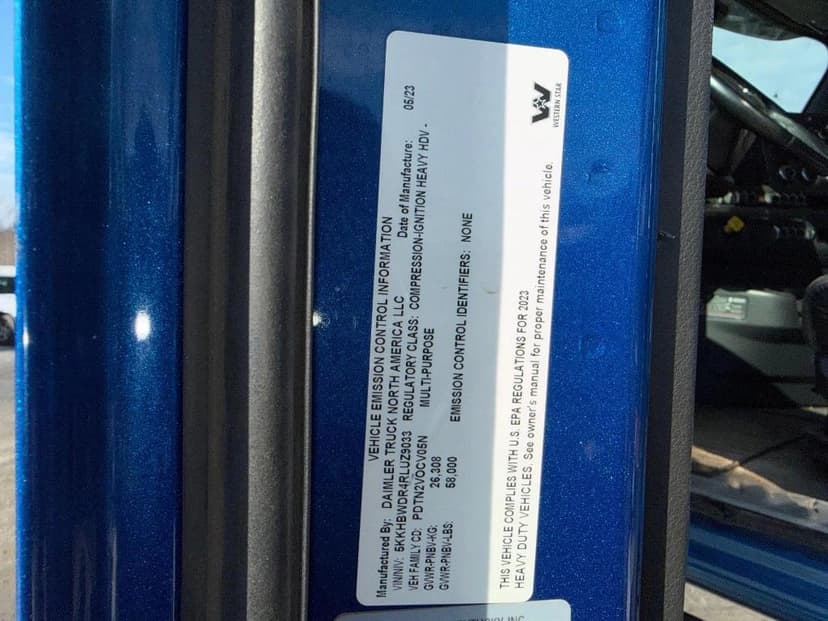 VEHICLE EMISSION CONTROL INFORMATION
Manufactured By: DAIMLER TRUCK NORTH AMERICA LLC Date of Manufacture: 05/23
VIN/NIV: 5KKHBWDR4RLUZ9033 REGULATORY CLASS: COMPRESSION-IGNITION HEAVY HDV -
VEH FAMILY CD: PDTN2VOCV05N MULTI-PURPOSE
GVWR-PNBV-KG: 26,308
GVWR-PNBV-LBS: 58,000 EMISSION CONTROL IDENTIFIERS: NONE
THIS VEHICLE COMPLIES WITH U.S. EPA REGULATIONS FOR 2023
HEAVY DUTY VEHICLES. See owner's manual for proper maintenance of this vehicle.
WESTERN STAR